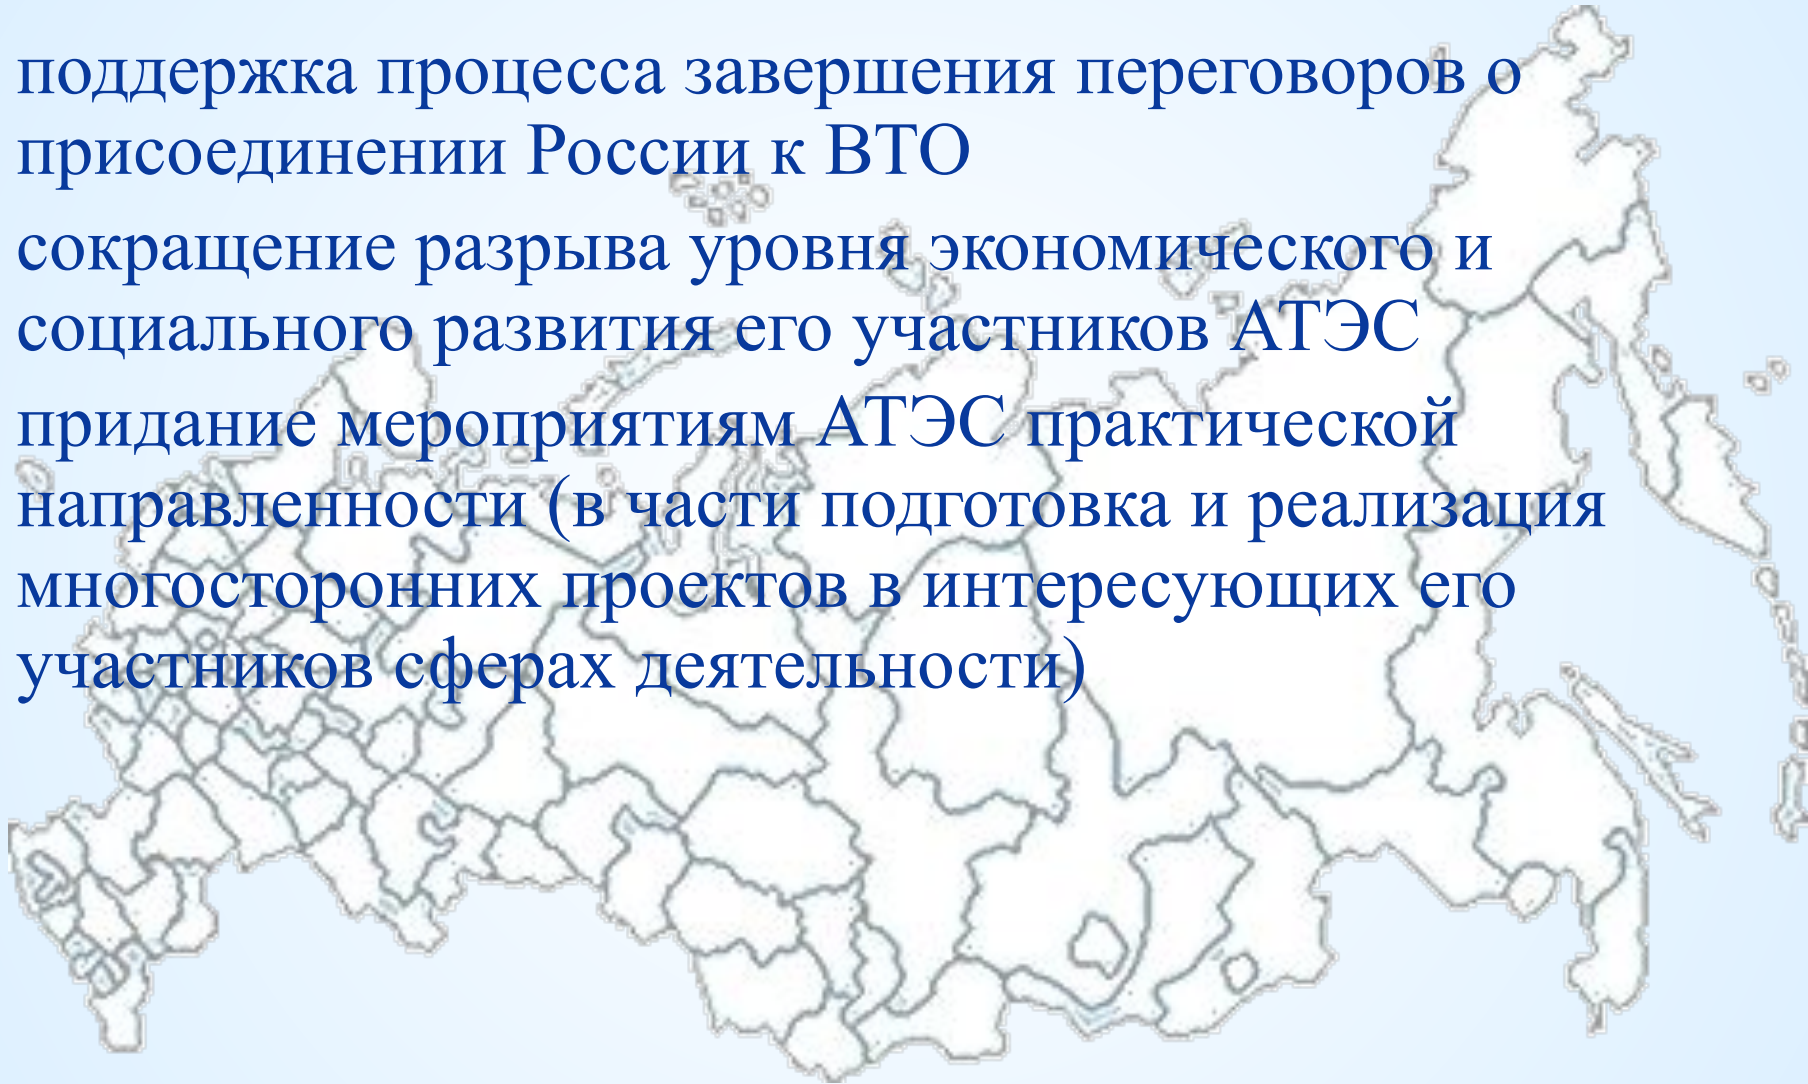 поддержка процесса завершения переговоров о
присоединении России к ВТО
сокращение разрыва уровня экономического и
социального развития его участников АТЭС
придание мероприятиям АТЭС практической
направленности (в части подготовка и реализация
многосторонних проектов в интересующих его
участников сферах деятельности)